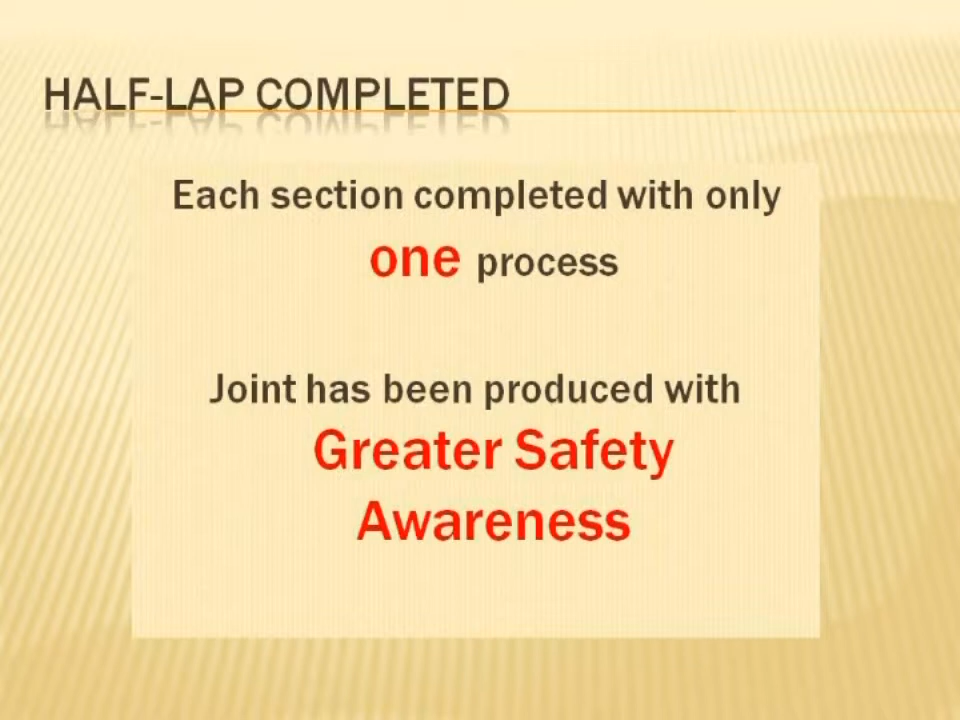 HALF-LAP COMPLETED
Each section completed with only
one process
Joint has been produced with
Greater Safety
Awareness